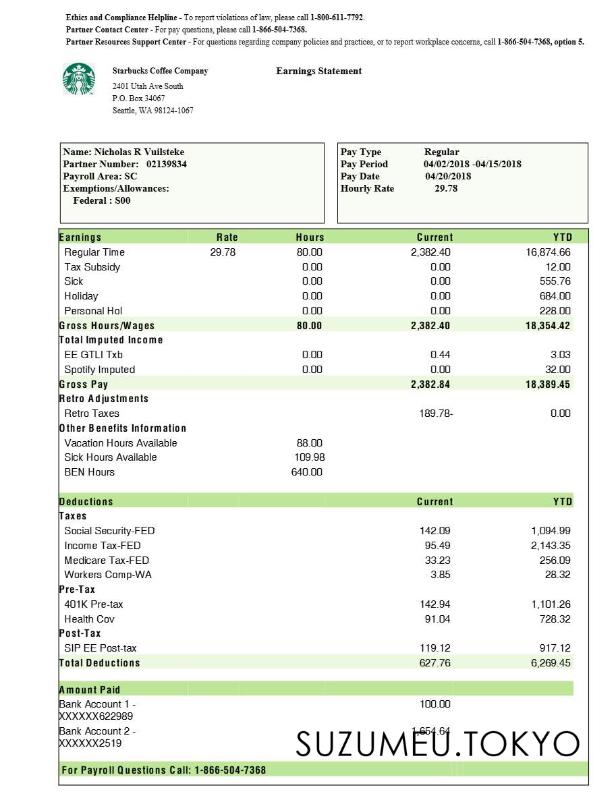 Ethics and Compliance Helpline - To report violations of law, please call 1-800-611-7792.
Partner Contact Center - For pay questions, please call 1-866-504-7368.
Partner Resources Support Center - For questions regarding company policies and practices, or to report workplace concerns, call 1-866-504-7368, option 5.
Starbucks Coffee Company Earnings Statement
2401 Utah Ave South
P.O. Box 34067
Seattle, WA 98124-1067
Name: Nicholas R Vuilsteke
Partner Number: 02139834
Payroll Area: SC
Exemptions/Allowances:
Federal : S00
Pay Type Regular
Pay Period 04/02/2018 -04/15/2018
Pay Date 04/20/2018
Hourly Rate 29.78
Earnings Rate Hours Current YTD
Regular Time 29.78 80.00 2,382.40 16,874.66
Tax Subsidy 0.00 0.00 12.00
Sick 0.00 0.00 555.76
Holiday 0.00 0.00 684.00
Personal Hol 0.00 0.00 228.00
Gross Hours/Wages 80.00 2,382.40 18,354.42
Total Imputed Income
EE GTLI Txb 0.00 0.44 3.03
Spotify Imputed 0.00 0.00 32.00
Gross Pay 2,382.84 18,389.45
Retro Adjustments
Retro Taxes 189.78- 0.00
Other Benefits Information
Vacation Hours Available 88.00
Sick Hours Available 109.98
BEN Hours 640.00
Deductions Current YTD
Taxes
Social Security-FED 142.09 1,094.99
Income Tax-FED 95.49 2,143.35
Medicare Tax-FED 33.23 256.09
Workers Comp-WA 3.85 28.32
Pre-Tax
401K Pre-tax 142.94 1,101.26
Health Cov 91.04 728.32
Post-Tax
SIP EE Post-tax 119.12 917.12
Total Deductions 627.76 6,269.45
Amount Paid
Bank Account 1 - 100.00
XXXXXX622989
Bank Account 2 - 1,654.64
XXXXXX2519
SUZUMEU.TOKYO
For Payroll Questions Call: 1-866-504-7368